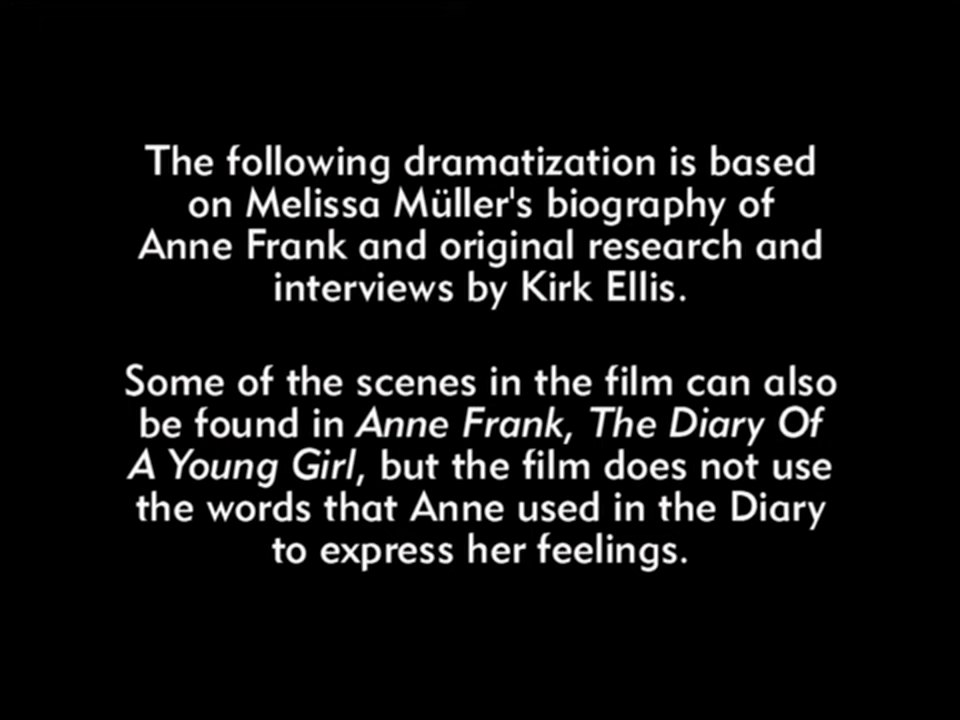 The following dramatization is based
on Melissa Müller's biography of
Anne Frank and original research and
interviews by Kirk Ellis.
Some of the scenes in the film can also
be found in Anne Frank, The Diary Of
A Young Girl, but the film does not use
the words that Anne used in the Diary
to express her feelings.